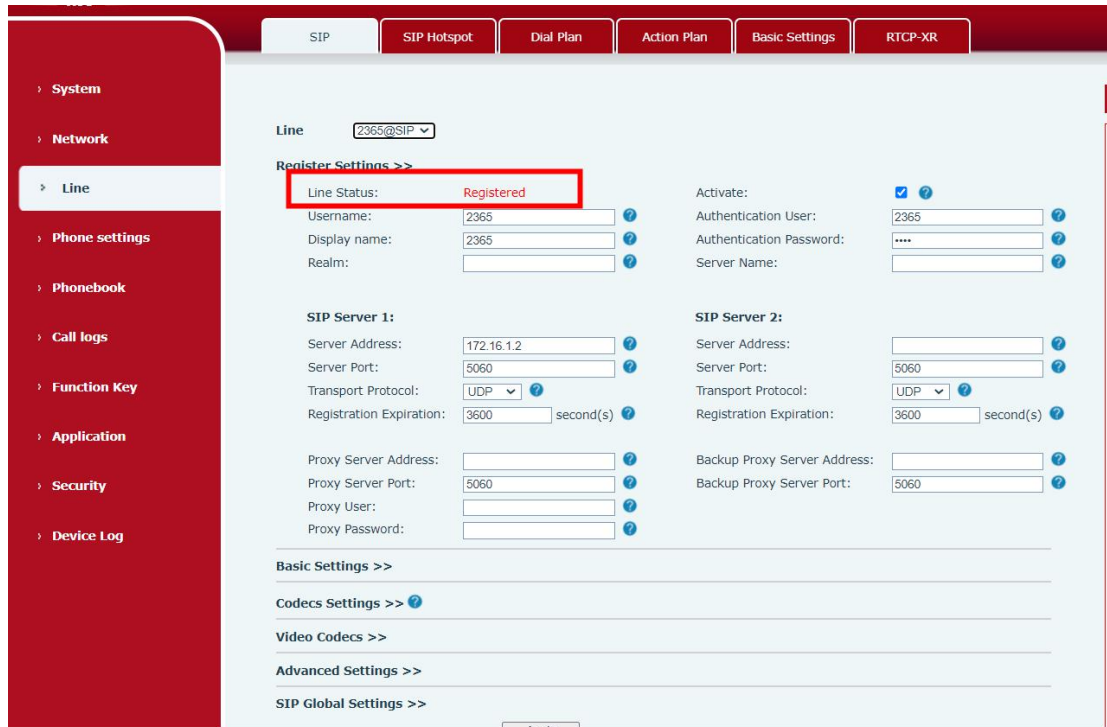 SIP SIP Hotspot Dial Plan Action Plan Basic Settings RTCP-XR
› System
› Network
› Line
› Phone settings
› Phonebook
› Call logs
› Function Key
› Application
› Security
› Device Log
Line 2365@SIP
Register Settings >>
Line Status: Registered Activate:
Username: 2365 Authentication User: 2365
Display name: 2365 Authentication Password: ••••
Realm: Server Name:
SIP Server 1: SIP Server 2:
Server Address: 172.16.1.2 Server Address:
Server Port: 5060 Server Port: 5060
Transport Protocol: UDP Transport Protocol: UDP
Registration Expiration: 3600 second(s) Registration Expiration: 3600 second(s)
Proxy Server Address: Backup Proxy Server Address:
Proxy Server Port: 5060 Backup Proxy Server Port: 5060
Proxy User:
Proxy Password:
Basic Settings >>
Codecs Settings >>
Video Codecs >>
Advanced Settings >>
SIP Global Settings >>